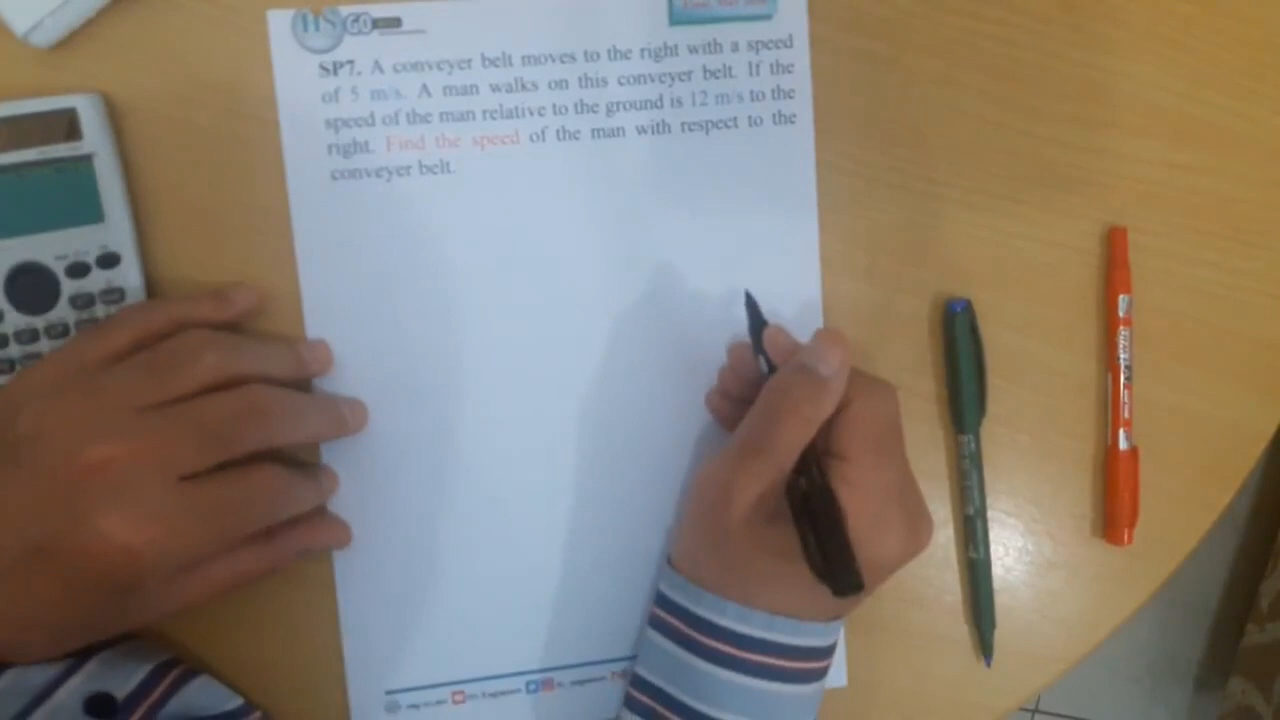 HS GO
SP7. A conveyer belt moves to the right with a speed
of 5 m/s. A man walks on this conveyer belt. If the
speed of the man relative to the ground is 12 m/s to the
right. Find the speed of the man with respect to the
conveyer belt.